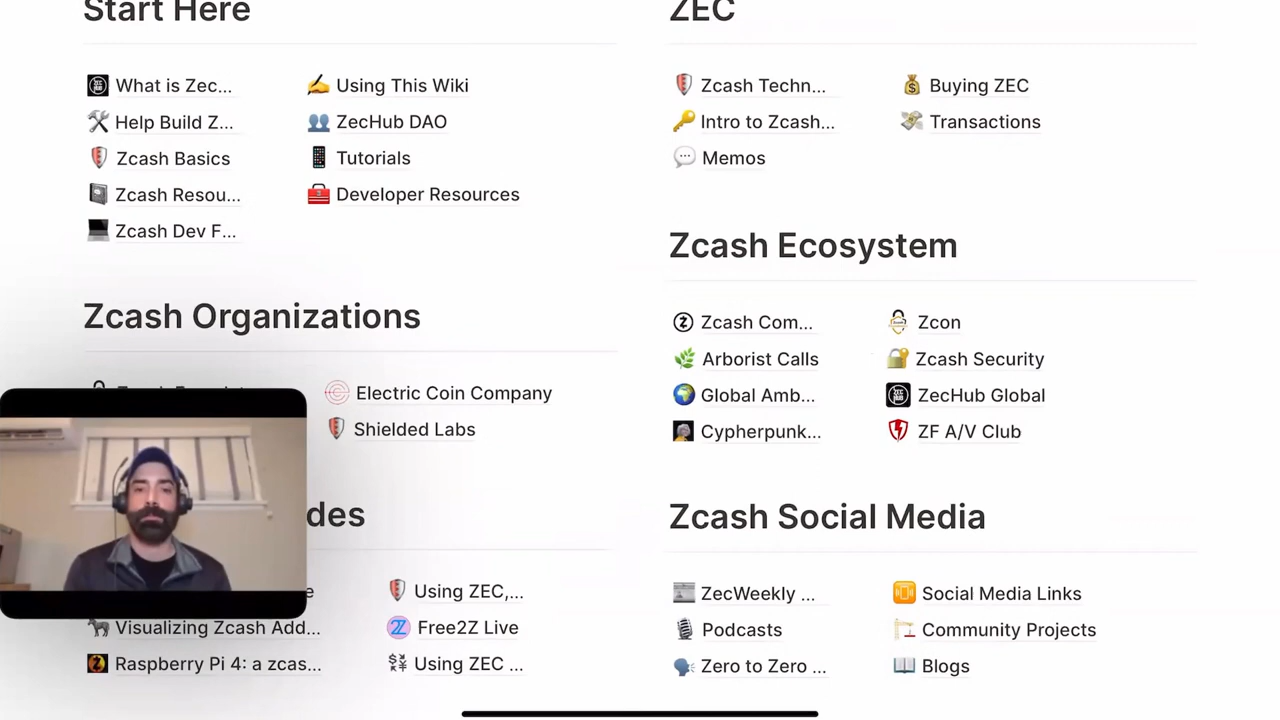 Start Here
What is Zec...
Using This Wiki
Help Build Z...
ZecHub DAO
Zcash Basics
Tutorials
Zcash Resou...
Developer Resources
Zcash Dev F...
Zcash Organizations
Electric Coin Company
Shielded Labs
des
e
Using ZEC,...
Visualizing Zcash Add...
Free2Z Live
Raspberry Pi 4: a zcas...
Using ZEC ...
ZEC
Zcash Techn...
Buying ZEC
Intro to Zcash...
Transactions
Memos
Zcash Ecosystem
Zcash Com...
Zcon
Arborist Calls
Zcash Security
Global Amb...
ZecHub Global
Cypherpunk...
ZF A/V Club
Zcash Social Media
ZecWeekly ...
Social Media Links
Podcasts
Community Projects
Zero to Zero ...
Blogs